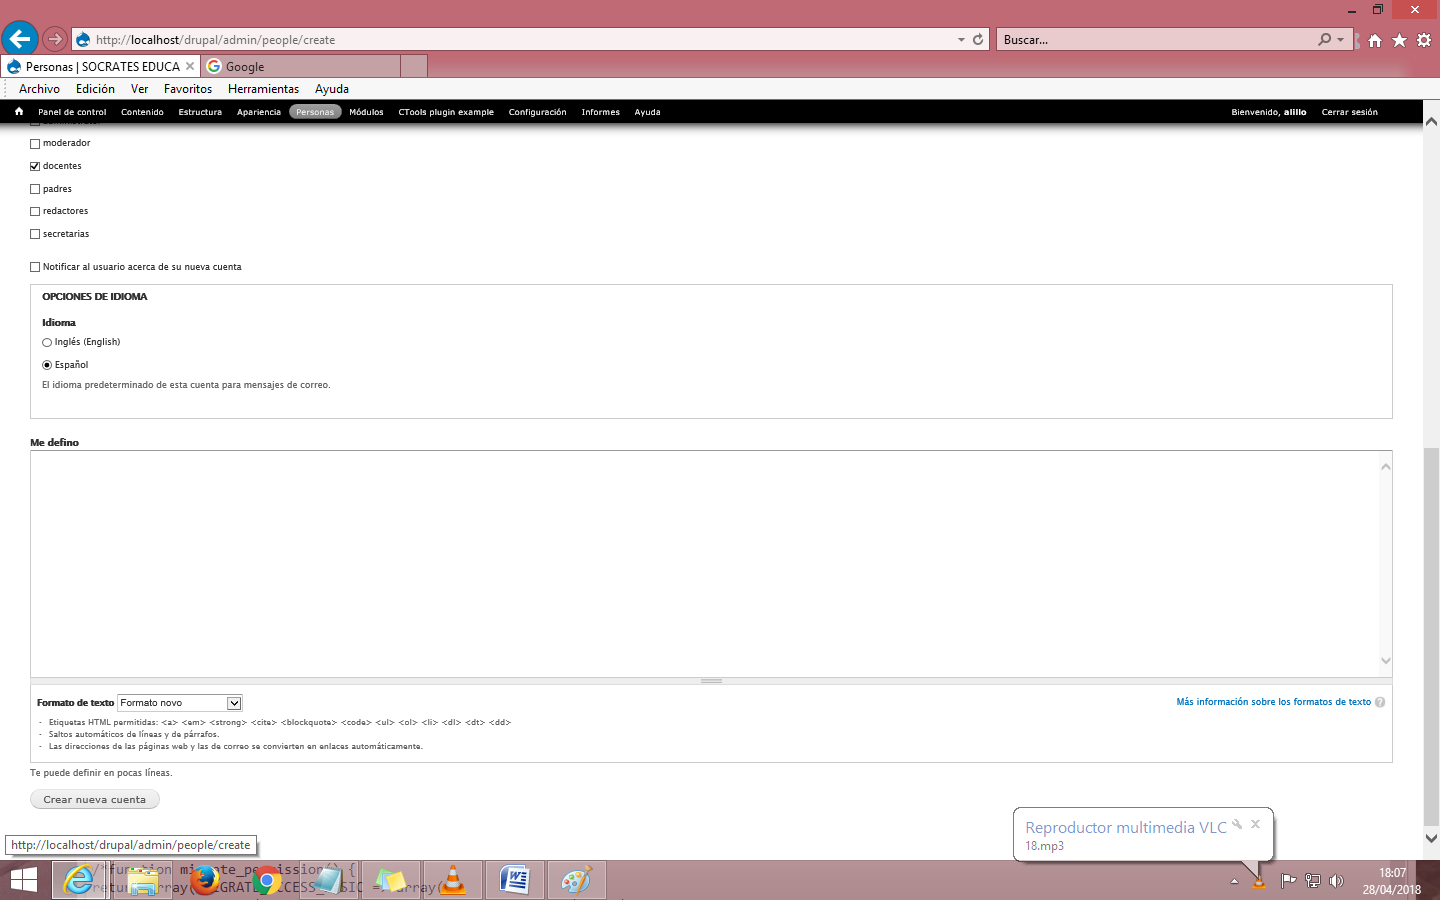 http://localhost/drupal/admin/people/create
Buscar...
Personas | SOCRATES EDUCA
Google
Archivo Edición Ver Favoritos Herramientas Ayuda
Panel de control Contenido Estructura Apariencia Personas Módulos CTools plugin example Configuración Informes Ayuda Bienvenido, alillo Cerrar sesión
moderador
docentes
padres
redactores
secretarias
Notificar al usuario acerca de su nueva cuenta
OPCIONES DE IDIOMA
Idioma
Inglés (English)
Español
El idioma predeterminado de esta cuenta para mensajes de correo.
Me defino
Formato de texto Formato novo Más información sobre los formatos de texto ?
- Etiquetas HTML permitidas: <a> <em> <strong> <cite> <blockquote> <code> <ul> <ol> <li> <dl> <dt> <dd>
- Saltos automáticos de líneas y de párrafos.
- Las direcciones de las páginas web y las de correo se convierten en enlaces automáticamente.
Te puede definir en pocas líneas.
Crear nueva cuenta
Reproductor multimedia VLC
18.mp3
http://localhost/drupal/admin/people/create
18:07
28/04/2018